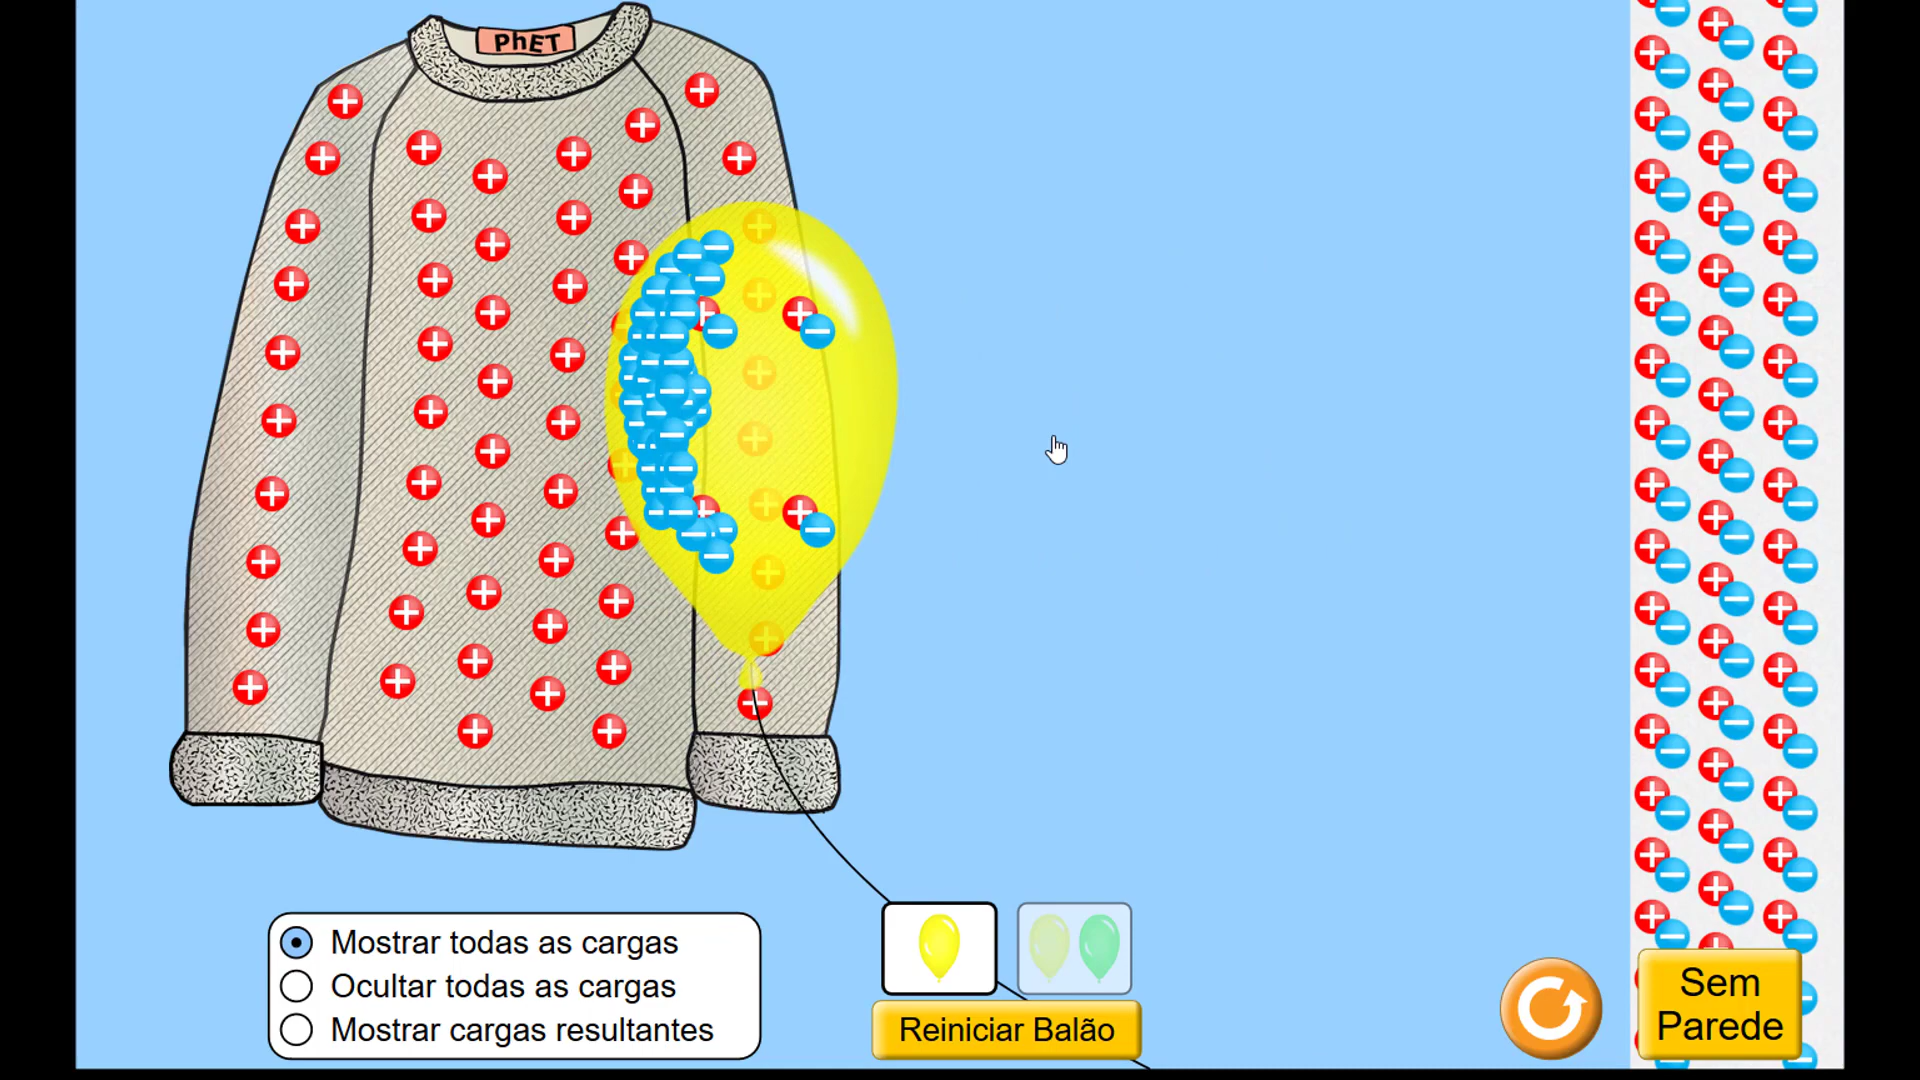 PhET
Mostrar todas as cargas
Ocultar todas as cargas
Mostrar cargas resultantes
Reiniciar Balão
Sem
Parede